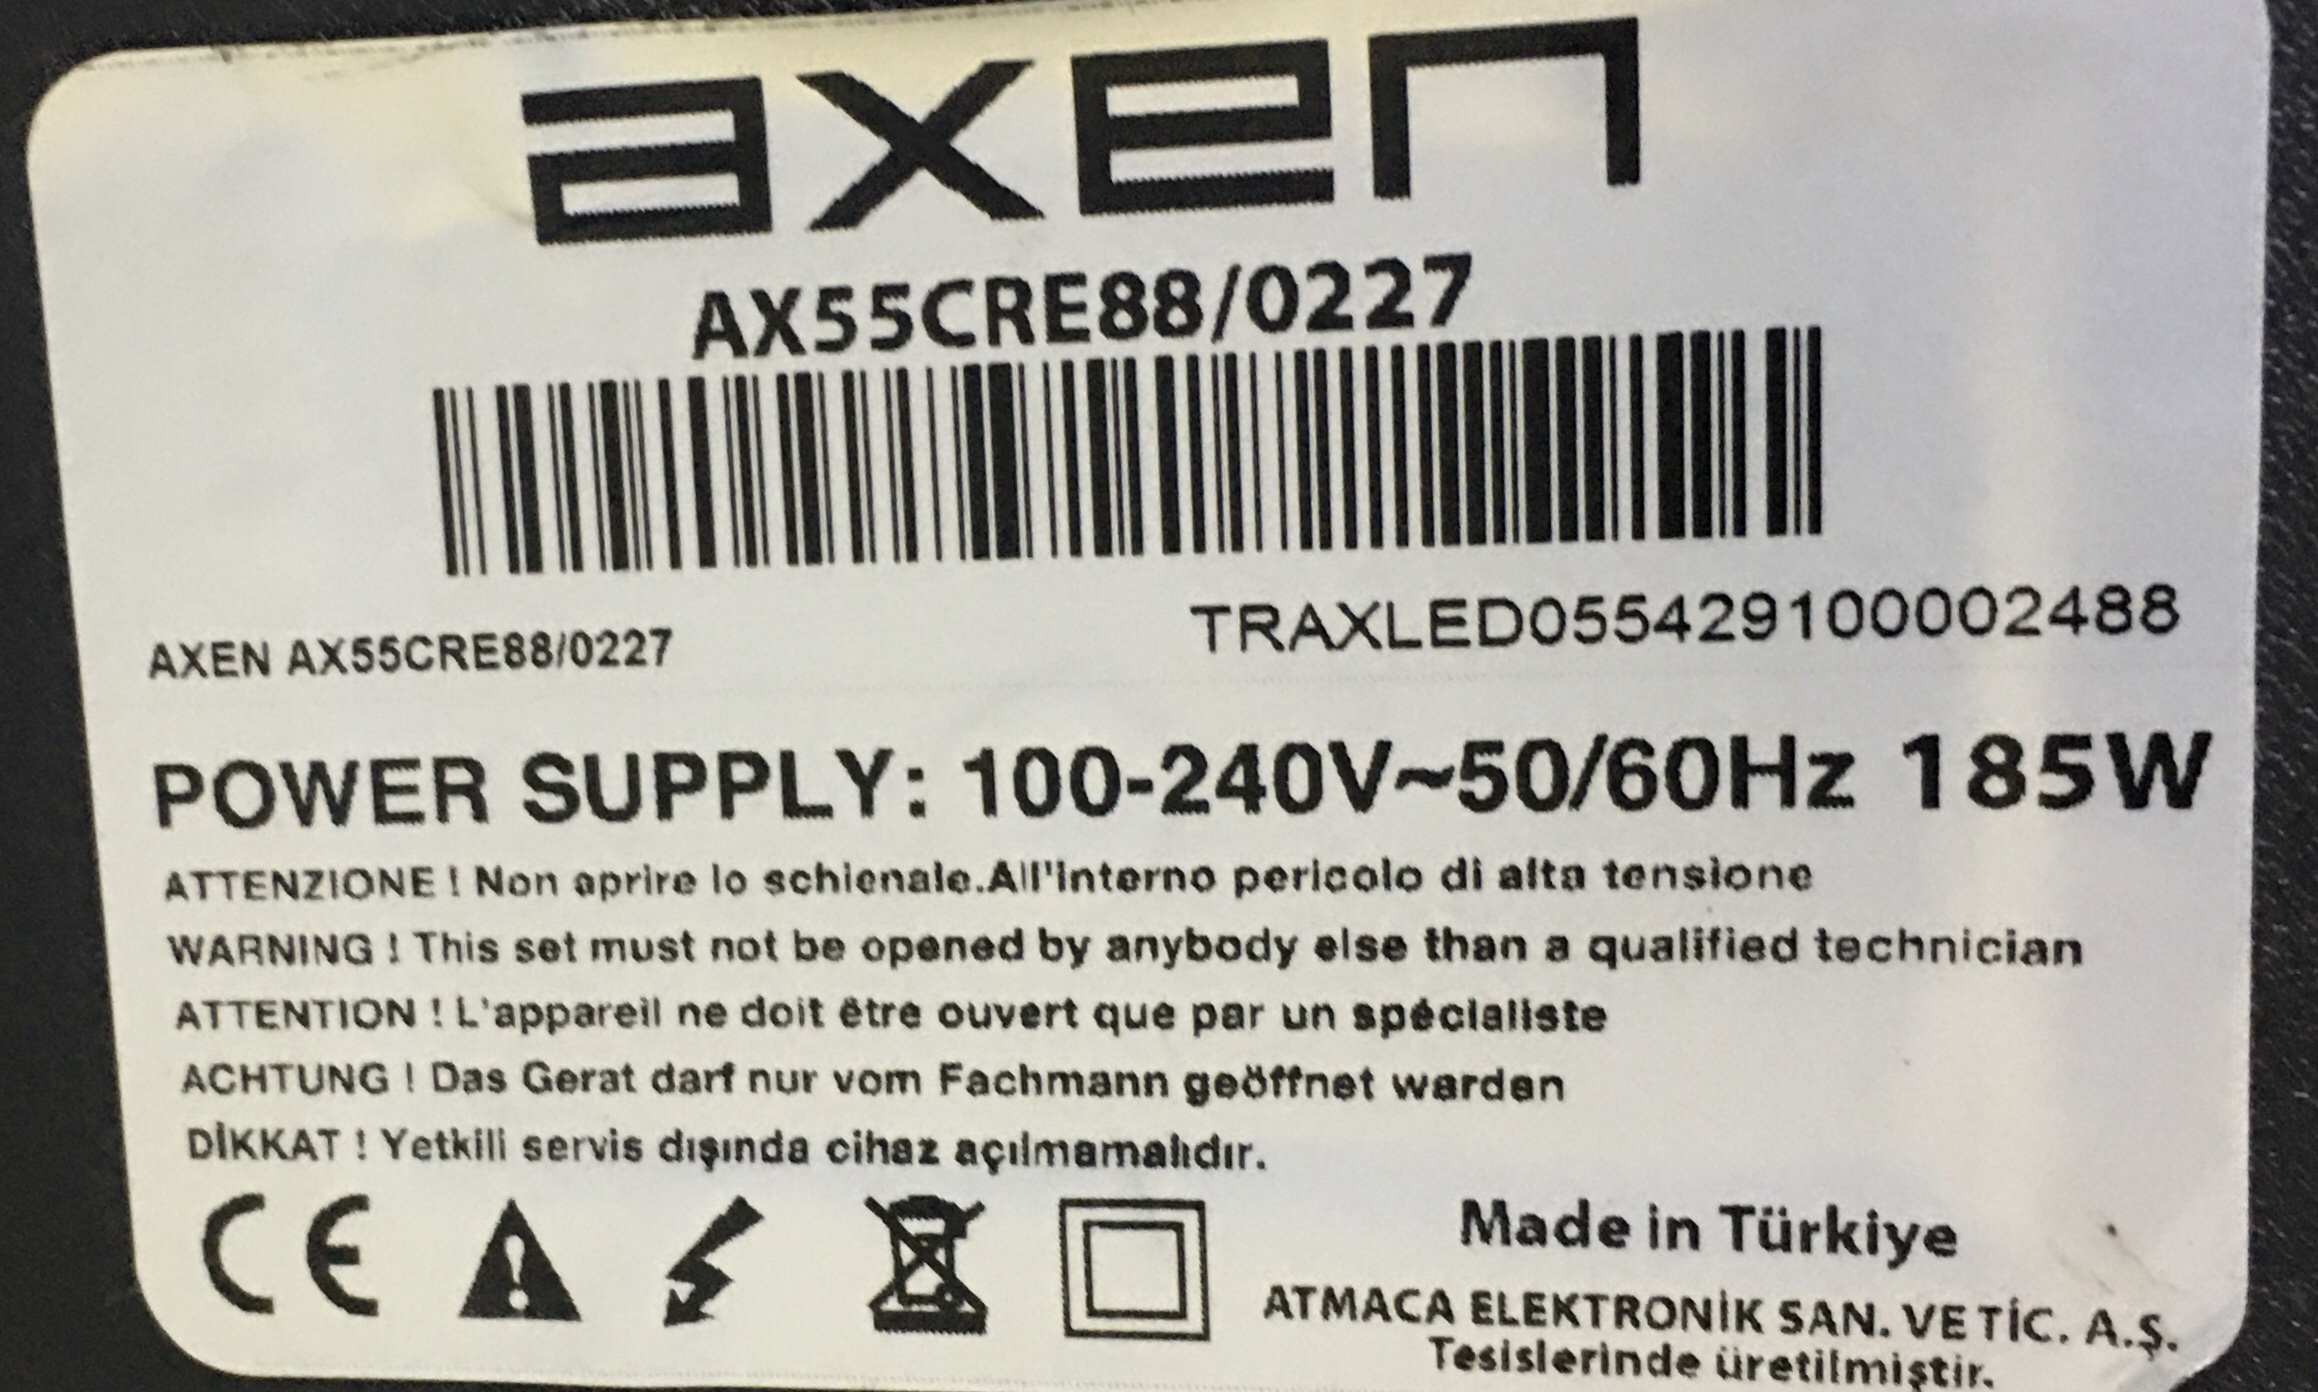 axen
AX55CRE88/0227
AXEN AX55CRE88/0227
TRAXLED055429100002488
POWER SUPPLY: 100-240V~50/60Hz 185W
ATTENZIONE ! Non aprire lo schienale.All'interno pericolo di alta tensione
WARNING ! This set must not be opened by anybody else than a qualified technician
ATTENTION ! L'appareil ne doit être ouvert que par un spécialiste
ACHTUNG ! Das Gerat darf nur vom Fachmann geöffnet warden
DİKKAT ! Yetkili servis dışında cihaz açılmamalıdır.
CE
Made in Türkiye
ATMACA ELEKTRONİK SAN. VE TİC. A.Ş.
Tesislerinde üretilmiştir.